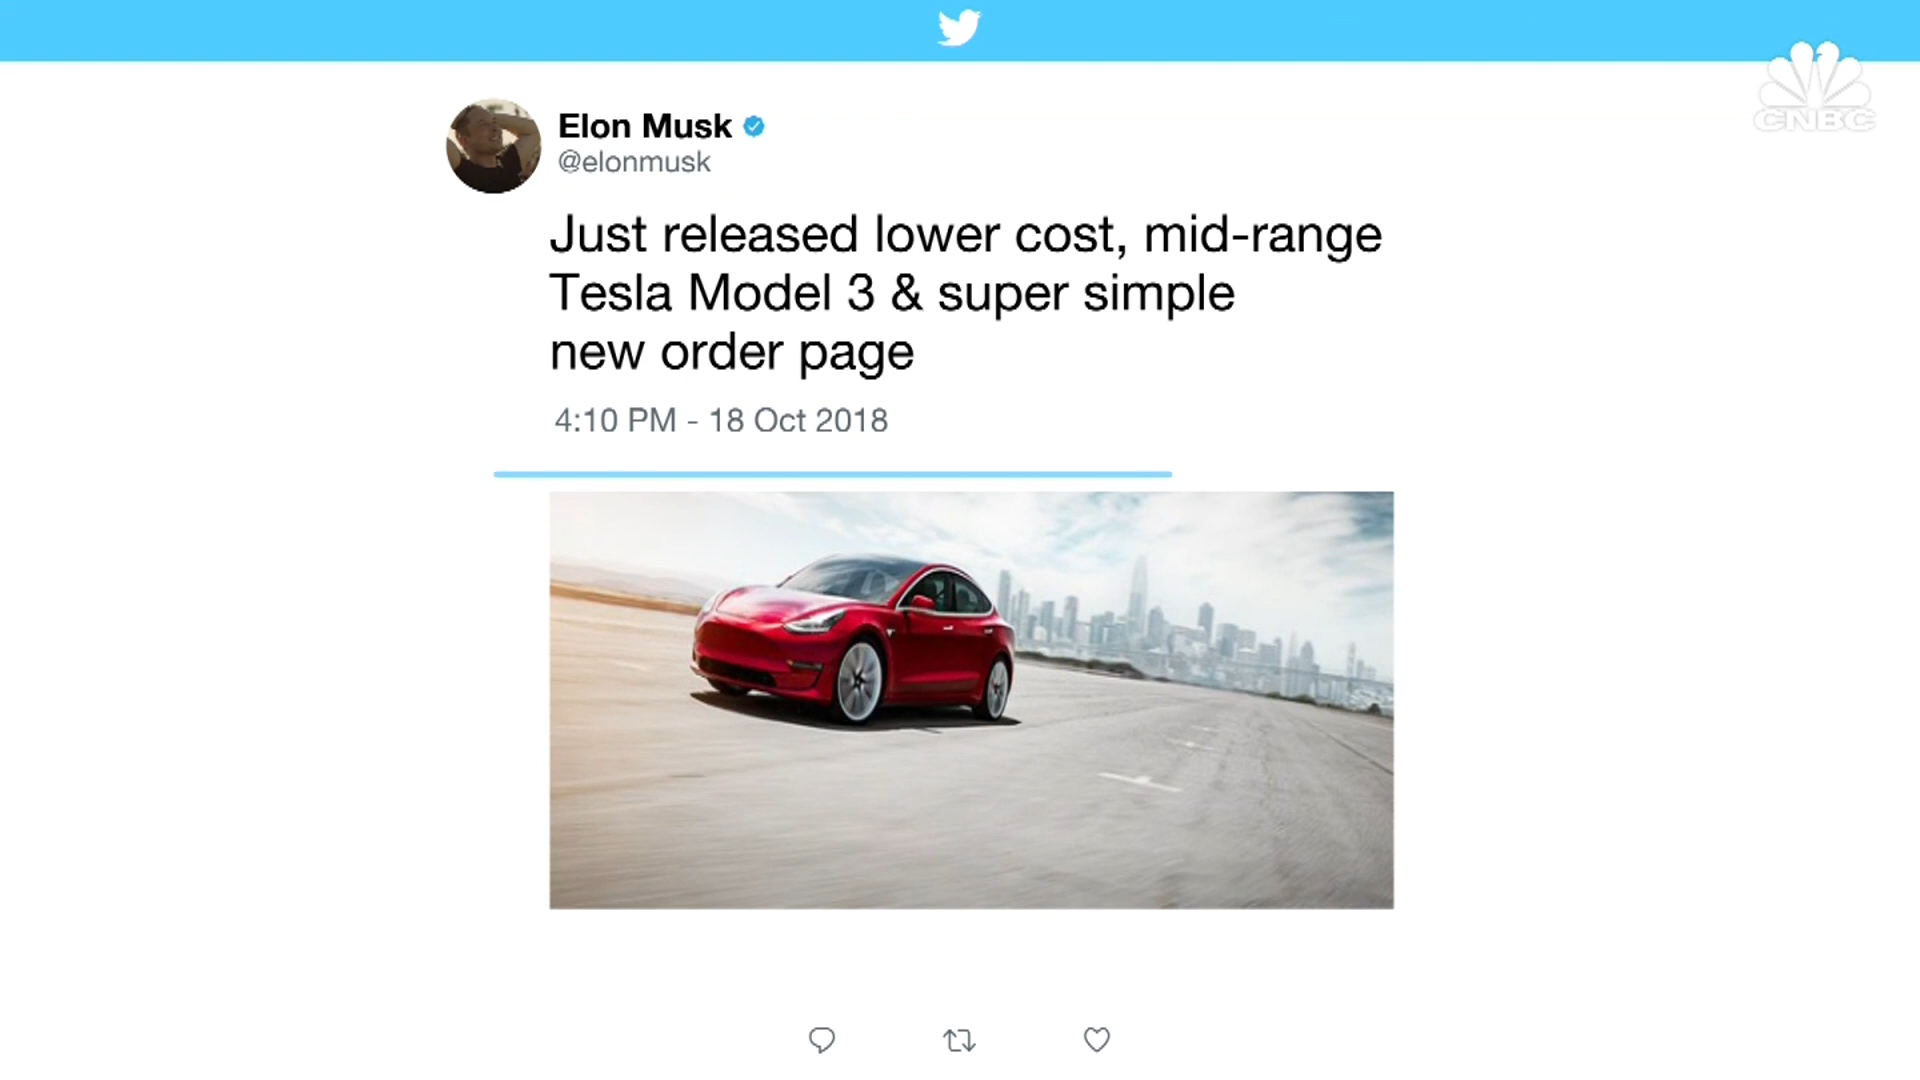 CNBC
Elon Musk
@elonmusk
Just released lower cost, mid-range
Tesla Model 3 & super simple
new order page
4:10 PM - 18 Oct 2018